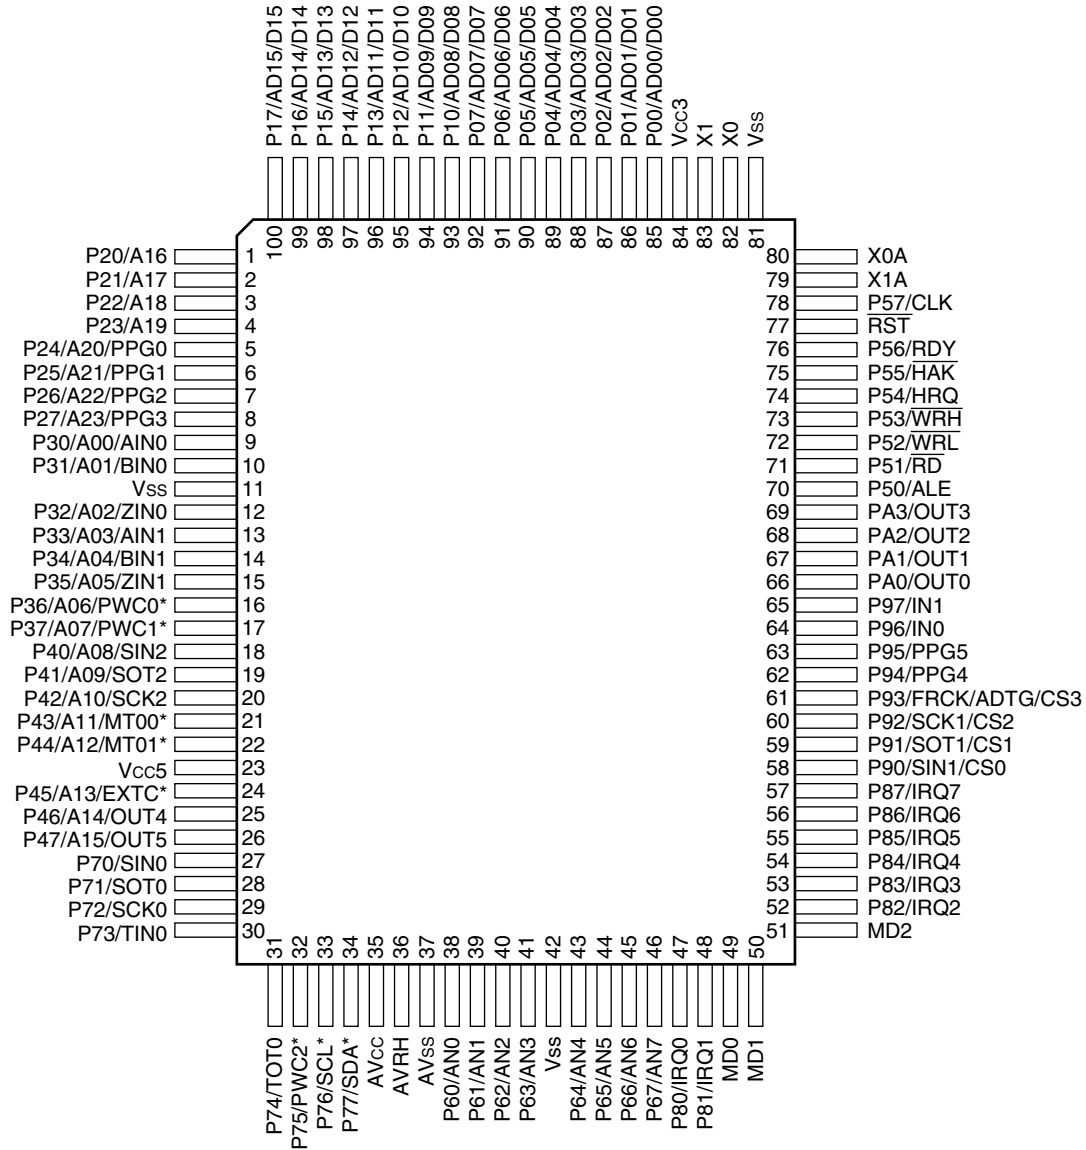 P17/AD15/D15
P16/AD14/D14
P15/AD13/D13
P14/AD12/D12
P13/AD11/D11
P12/AD10/D10
P11/AD09/D09
P10/AD08/D08
P07/AD07/D07
P06/AD06/D06
P05/AD05/D05
P04/AD04/D04
P03/AD03/D03
P02/AD02/D02
P01/AD01/D01
P00/AD00/D00
Vcc3
X1
X0
Vss
100
99
98
97
96
95
94
93
92
91
90
89
88
87
86
85
84
83
82
81
P20/A16 1
P21/A17 2
P22/A18 3
P23/A19 4
P24/A20/PPG0 5
P25/A21/PPG1 6
P26/A22/PPG2 7
P27/A23/PPG3 8
P30/A00/AIN0 9
P31/A01/BIN0 10
Vss 11
P32/A02/ZIN0 12
P33/A03/AIN1 13
P34/A04/BIN1 14
P35/A05/ZIN1 15
P36/A06/PWC0* 16
P37/A07/PWC1* 17
P40/A08/SIN2 18
P41/A09/SOT2 19
P42/A10/SCK2 20
P43/A11/MT00* 21
P44/A12/MT01* 22
Vcc5 23
P45/A13/EXTC* 24
P46/A14/OUT4 25
P47/A15/OUT5 26
P70/SIN0 27
P71/SOT0 28
P72/SCK0 29
P73/TIN0 30
80 X0A
79 X1A
78 P57/CLK
77 RST
76 P56/RDY
75 P55/HAK
74 P54/HRQ
73 P53/WRH
72 P52/WRL
71 P51/RD
70 P50/ALE
69 PA3/OUT3
68 PA2/OUT2
67 PA1/OUT1
66 PA0/OUT0
65 P97/IN1
64 P96/IN0
63 P95/PPG5
62 P94/PPG4
61 P93/FRCK/ADTG/CS3
60 P92/SCK1/CS2
59 P91/SOT1/CS1
58 P90/SIN1/CS0
57 P87/IRQ7
56 P86/IRQ6
55 P85/IRQ5
54 P84/IRQ4
53 P83/IRQ3
52 P82/IRQ2
51 MD2
31
32
33
34
35
36
37
38
39
40
41
42
43
44
45
46
47
48
49
50
P74/TOT0
P75/PWC2*
P76/SCL*
P77/SDA*
AVcc
AVRH
AVss
P60/AN0
P61/AN1
P62/AN2
P63/AN3
Vss
P64/AN4
P65/AN5
P66/AN6
P67/AN7
P80/IRQ0
P81/IRQ1
MD0
MD1